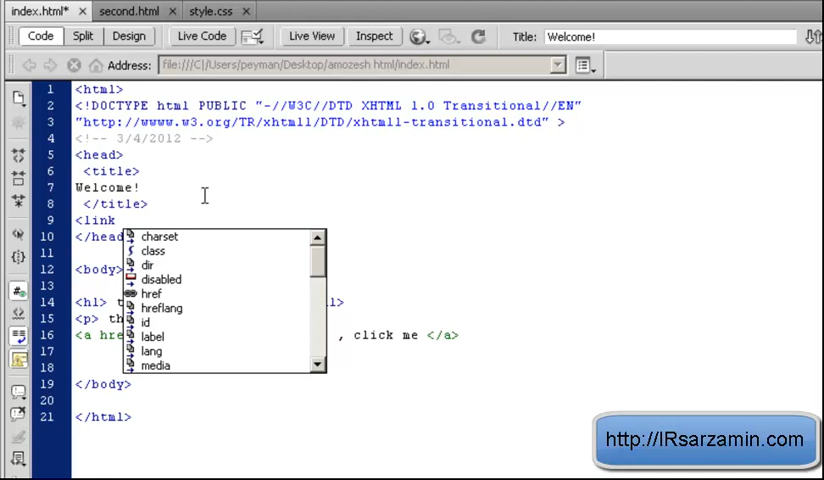 index.html* × second.html × style.css ×
Code Split Design Live Code Live View Inspect Title: Welcome!
Address: file:///C|/Users/peyman/Desktop/amozesh html/index.html
1 <html>
2 <!DOCTYPE html PUBLIC "-//W3C//DTD XHTML 1.0 Transitional//EN"
3 "http://wwww.w3.org/TR/xhtml1/DTD/xhtml1-transitional.dtd" >
4 <!-- 3/4/2012 -->
5 <head>
6 <title>
7 Welcome!
8 </title>
9 <link
10 </head
11
12 <body>
13
14 <h1> t l>
15 <p> th
16 <a hre , click me </a>
17
18
19 </body>
20
21 </html>
charset
class
dir
disabled
href
hreflang
id
label
lang
media
http://IRsarzamin.com